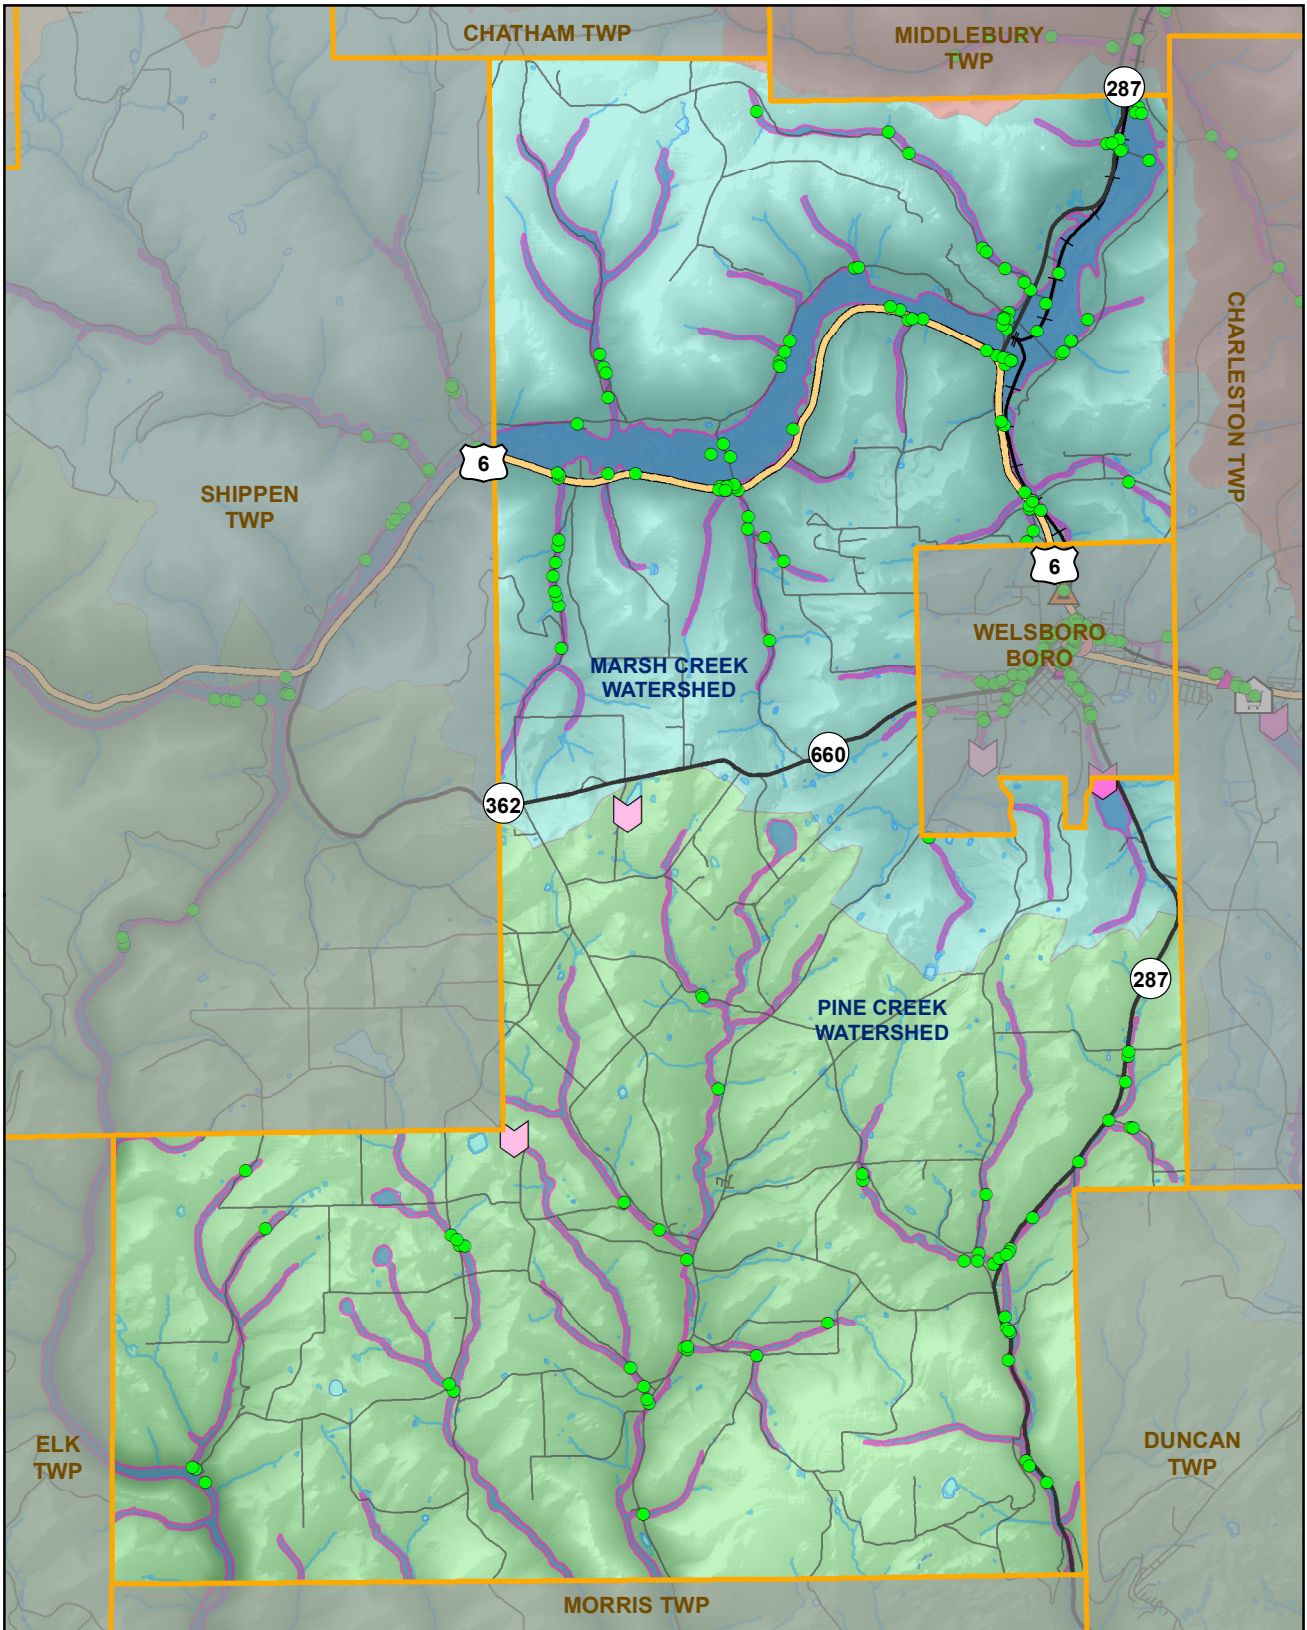 CHATHAM TWP
MIDDLEBURY
TWP
287
CHARLESTON TWP
6
SHIPPEN
TWP
6
WELSBORO
BORO
MARSH CREEK
WATERSHED
660
362
287
PINE CREEK
WATERSHED
ELK
TWP
DUNCAN
TWP
MORRIS TWP